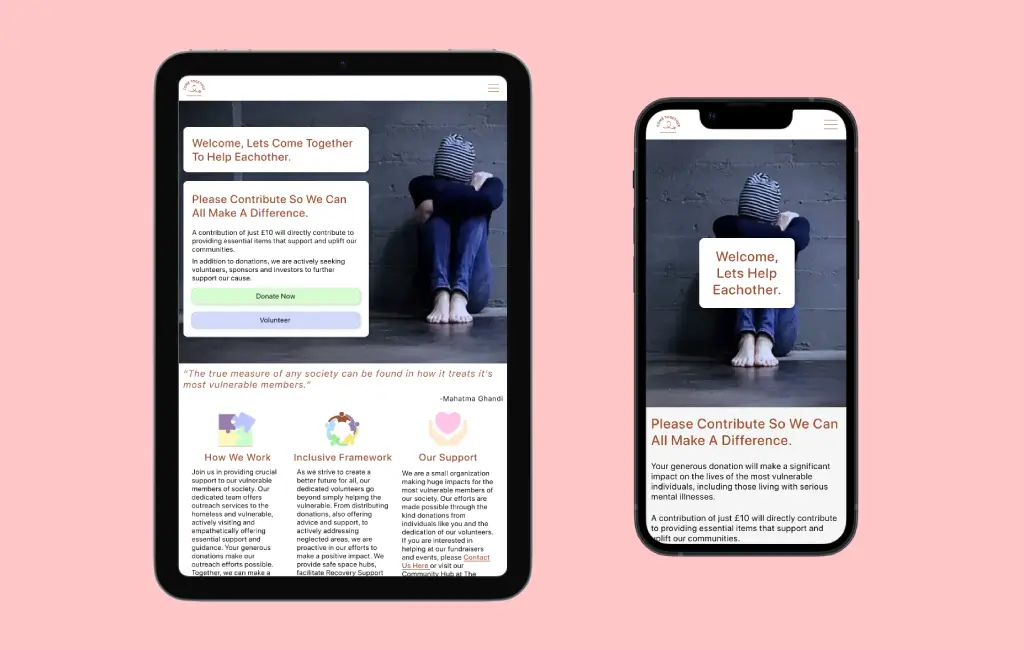 COME TOGETHER
Welcome, Lets Come Together
To Help Eachother.
Please Contribute So We Can
All Make A Difference.
A contribution of just £10 will directly contribute to
providing essential items that support and uplift our
communities.
In addition to donations, we are actively seeking
volunteers, sponsors and investors to further
support our cause.
Donate Now
Volunteer
"The true measure of any society can be found in how it treats it's
most vulnerable members."
-Mahatma Ghandi
How We Work
Join us in providing crucial
support to our vulnerable
members of society. Our
dedicated team offers
outreach services to the
homeless and vulnerable,
actively visiting and
empathetically offering
essential support and
guidance. Your generous
donations make our
outreach efforts possible.
Together, we can make a
Inclusive Framework
As we strive to create a
better future for all, our
dedicated volunteers go
beyond simply helping the
vulnerable. From distributing
donations, also offering
advice and support, to
actively addressing
neglected areas, we are
proactive in our efforts to
make a positive impact. We
provide safe space hubs,
facilitate Recovery Support
Our Support
We are a small organization
making huge impacts for the
most vulnerable members of
our society. Our efforts are
made possible through the
kind donations from
individuals like you and the
dedication of our volunteers.
If you are interested in
helping at our fundraisers
and events, please Contact
Us Here or visit our
Community Hub at The
COME TOGETHER
Welcome,
Lets Help
Eachother.
Please Contribute So We Can
All Make A Difference.
Your generous donation will make a significant
impact on the lives of the most vulnerable
individuals, including those living with serious
mental illnesses.
A contribution of just £10 will directly contribute
to providing essential items that support and
uplift our communities.